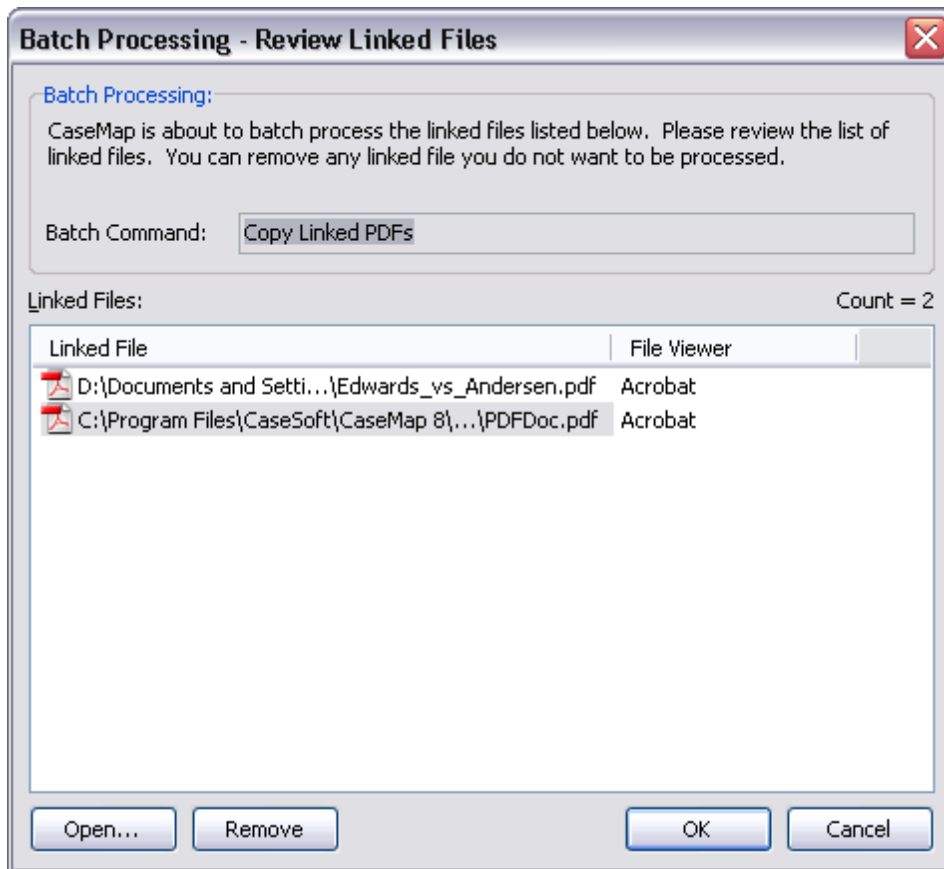 Batch Processing - Review Linked Files
Batch Processing:
CaseMap is about to batch process the linked files listed below. Please review the list of
linked files. You can remove any linked file you do not want to be processed.
Batch Command: Copy Linked PDFs
Linked Files: Count = 2
Linked File File Viewer
D:\Documents and Setti...\Edwards_vs_Andersen.pdf Acrobat
C:\Program Files\CaseSoft\CaseMap 8\...\PDFDoc.pdf Acrobat
Open... Remove OK Cancel